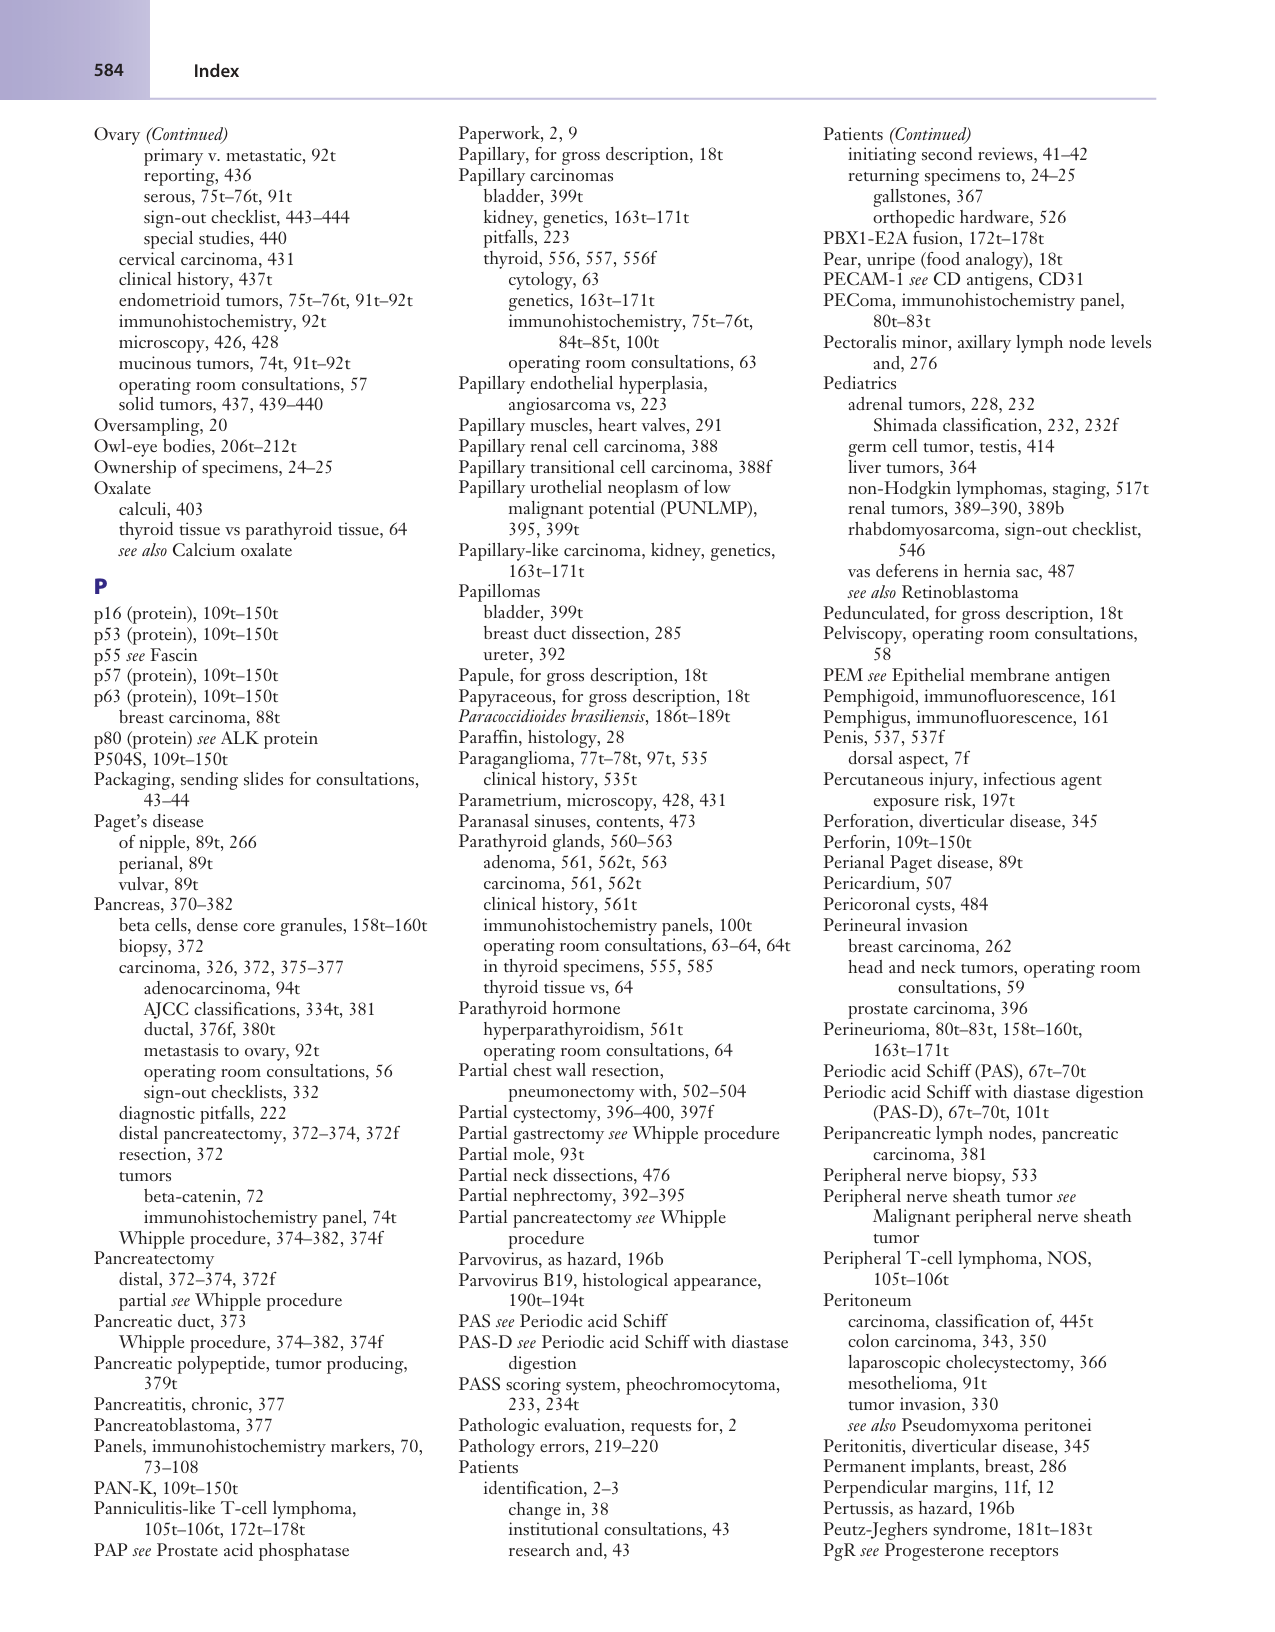 584
Index
Ovary (Continued)
primary v. metastatic, 92t
reporting, 436
serous, 75t–76t, 91t
sign-out checklist, 443–444
special studies, 440
cervical carcinoma, 431
clinical history, 437t
endometrioid tumors, 75t–76t, 91t–92t
immunohistochemistry, 92t
microscopy, 426, 428
mucinous tumors, 74t, 91t–92t
operating room consultations, 57
solid tumors, 437, 439–440
Oversampling, 20
Owl-eye bodies, 206t–212t
Ownership of specimens, 24–25
Oxalate
calculi, 403
thyroid tissue vs parathyroid tissue, 64
see also Calcium oxalate
P
p16 (protein), 109t–150t
p53 (protein), 109t–150t
p55 see Fascin
p57 (protein), 109t–150t
p63 (protein), 109t–150t
breast carcinoma, 88t
p80 (protein) see ALK protein
P504S, 109t–150t
Packaging, sending slides for consultations,
43–44
Paget's disease
of nipple, 89t, 266
perianal, 89t
vulvar, 89t
Pancreas, 370–382
beta cells, dense core granules, 158t–160t
biopsy, 372
carcinoma, 326, 372, 375–377
adenocarcinoma, 94t
AJCC classifications, 334t, 381
ductal, 376f, 380t
metastasis to ovary, 92t
operating room consultations, 56
sign-out checklists, 332
diagnostic pitfalls, 222
distal pancreatectomy, 372–374, 372f
resection, 372
tumors
beta-catenin, 72
immunohistochemistry panel, 74t
Whipple procedure, 374–382, 374f
Pancreatectomy
distal, 372–374, 372f
partial see Whipple procedure
Pancreatic duct, 373
Whipple procedure, 374–382, 374f
Pancreatic polypeptide, tumor producing,
379t
Pancreatitis, chronic, 377
Pancreatoblastoma, 377
Panels, immunohistochemistry markers, 70,
73–108
PAN-K, 109t–150t
Panniculitis-like T-cell lymphoma,
105t–106t, 172t–178t
PAP see Prostate acid phosphatase
Paperwork, 2, 9
Papillary, for gross description, 18t
Papillary carcinomas
bladder, 399t
kidney, genetics, 163t–171t
pitfalls, 223
thyroid, 556, 557, 556f
cytology, 63
genetics, 163t–171t
immunohistochemistry, 75t–76t,
84t–85t, 100t
operating room consultations, 63
Papillary endothelial hyperplasia,
angiosarcoma vs, 223
Papillary muscles, heart valves, 291
Papillary renal cell carcinoma, 388
Papillary transitional cell carcinoma, 388f
Papillary urothelial neoplasm of low
malignant potential (PUNLMP),
395, 399t
Papillary-like carcinoma, kidney, genetics,
163t–171t
Papillomas
bladder, 399t
breast duct dissection, 285
ureter, 392
Papule, for gross description, 18t
Papyraceous, for gross description, 18t
Paracoccidioides brasiliensis, 186t–189t
Paraffin, histology, 28
Paraganglioma, 77t–78t, 97t, 535
clinical history, 535t
Parametrium, microscopy, 428, 431
Paranasal sinuses, contents, 473
Parathyroid glands, 560–563
adenoma, 561, 562t, 563
carcinoma, 561, 562t
clinical history, 561t
immunohistochemistry panels, 100t
operating room consultations, 63–64, 64t
in thyroid specimens, 555, 585
thyroid tissue vs, 64
Parathyroid hormone
hyperparathyroidism, 561t
operating room consultations, 64
Partial chest wall resection,
pneumonectomy with, 502–504
Partial cystectomy, 396–400, 397f
Partial gastrectomy see Whipple procedure
Partial mole, 93t
Partial neck dissections, 476
Partial nephrectomy, 392–395
Partial pancreatectomy see Whipple
procedure
Parvovirus, as hazard, 196b
Parvovirus B19, histological appearance,
190t–194t
PAS see Periodic acid Schiff
PAS-D see Periodic acid Schiff with diastase
digestion
PASS scoring system, pheochromocytoma,
233, 234t
Pathologic evaluation, requests for, 2
Pathology errors, 219–220
Patients
identification, 2–3
change in, 38
institutional consultations, 43
research and, 43
Patients (Continued)
initiating second reviews, 41–42
returning specimens to, 24–25
gallstones, 367
orthopedic hardware, 526
PBX1-E2A fusion, 172t–178t
Pear, unripe (food analogy), 18t
PECAM-1 see CD antigens, CD31
PEComa, immunohistochemistry panel,
80t–83t
Pectoralis minor, axillary lymph node levels
and, 276
Pediatrics
adrenal tumors, 228, 232
Shimada classification, 232, 232f
germ cell tumor, testis, 414
liver tumors, 364
non-Hodgkin lymphomas, staging, 517t
renal tumors, 389–390, 389b
rhabdomyosarcoma, sign-out checklist,
546
vas deferens in hernia sac, 487
see also Retinoblastoma
Pedunculated, for gross description, 18t
Pelviscopy, operating room consultations,
58
PEM see Epithelial membrane antigen
Pemphigoid, immunofluorescence, 161
Pemphigus, immunofluorescence, 161
Penis, 537, 537f
dorsal aspect, 7f
Percutaneous injury, infectious agent
exposure risk, 197t
Perforation, diverticular disease, 345
Perforin, 109t–150t
Perianal Paget disease, 89t
Pericardium, 507
Pericoronal cysts, 484
Perineural invasion
breast carcinoma, 262
head and neck tumors, operating room
consultations, 59
prostate carcinoma, 396
Perineurioma, 80t–83t, 158t–160t,
163t–171t
Periodic acid Schiff (PAS), 67t–70t
Periodic acid Schiff with diastase digestion
(PAS-D), 67t–70t, 101t
Peripancreatic lymph nodes, pancreatic
carcinoma, 381
Peripheral nerve biopsy, 533
Peripheral nerve sheath tumor see
Malignant peripheral nerve sheath
tumor
Peripheral T-cell lymphoma, NOS,
105t–106t
Peritoneum
carcinoma, classification of, 445t
colon carcinoma, 343, 350
laparoscopic cholecystectomy, 366
mesothelioma, 91t
tumor invasion, 330
see also Pseudomyxoma peritonei
Peritonitis, diverticular disease, 345
Permanent implants, breast, 286
Perpendicular margins, 11f, 12
Pertussis, as hazard, 196b
Peutz-Jeghers syndrome, 181t–183t
PgR see Progesterone receptors